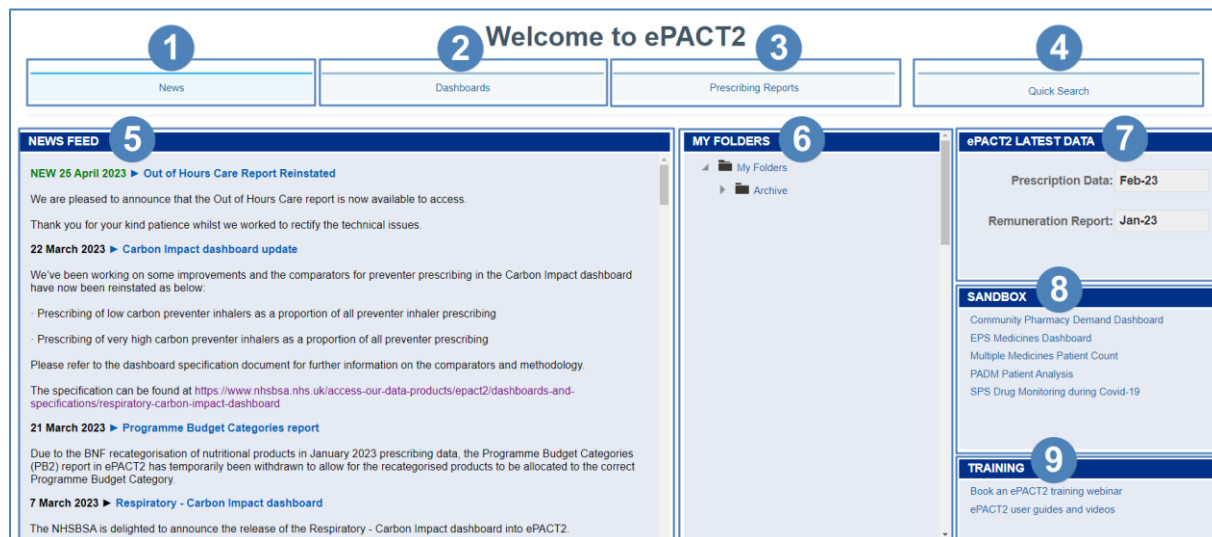 Welcome to ePACT2
1
2
3
4
News
Dashboards
Prescribing Reports
Quick Search
NEWS FEED
5
NEW 25 April 2023 ► Out of Hours Care Report Reinstated
We are pleased to announce that the Out of Hours Care report is now available to access.
Thank you for your kind patience whilst we worked to rectify the technical issues.
22 March 2023 ► Carbon Impact dashboard update
We've been working on some improvements and the comparators for preventer prescribing in the Carbon Impact dashboard
have now been reinstated as below:
· Prescribing of low carbon preventer inhalers as a proportion of all preventer inhaler prescribing
· Prescribing of very high carbon preventer inhalers as a proportion of all preventer prescribing
Please refer to the dashboard specification document for further information on the comparators and methodology.
The specification can be found at https://www.nhsbsa.nhs.uk/access-our-data-products/epact2/dashboards-and-
specifications/respiratory-carbon-impact-dashboard
21 March 2023 ► Programme Budget Categories report
Due to the BNF recategorisation of nutritional products in January 2023 prescribing data, the Programme Budget Categories
(PB2) report in ePACT2 has temporarily been withdrawn to allow for the recategorised products to be allocated to the correct
Programme Budget Category.
7 March 2023 ► Respiratory - Carbon Impact dashboard
The NHSBSA is delighted to announce the release of the Respiratory - Carbon Impact dashboard into ePACT2.
MY FOLDERS
6
My Folders
Archive
ePACT2 LATEST DATA
7
Prescription Data: Feb-23
Remuneration Report: Jan-23
SANDBOX
8
Community Pharmacy Demand Dashboard
EPS Medicines Dashboard
Multiple Medicines Patient Count
PADM Patient Analysis
SPS Drug Monitoring during Covid-19
TRAINING
9
Book an ePACT2 training webinar
ePACT2 user guides and videos